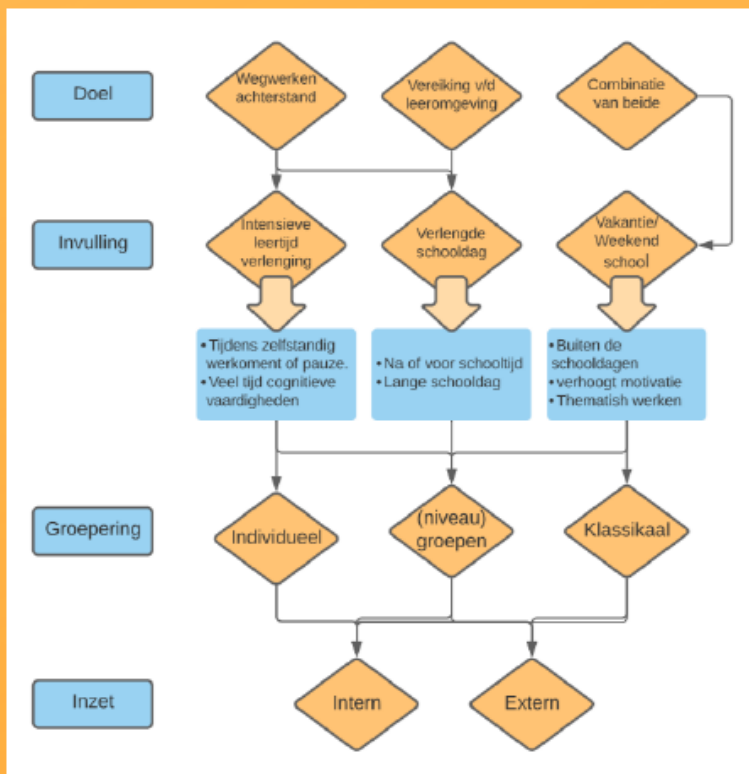 Doel
Wegwerken
achterstand
Vereiking v/d
leeromgeving
Combinatie
van beide
Invulling
Intensieve
leertijd
verlenging
Verlengde
schooldag
Vakantie/
Weekend
school
• Tijdens zelfstandig
werkoment of pauze.
• Veel tijd cognitieve
vaardigheden
• Na of voor schooltijd
• Lange schooldag
• Buiten de
schooldagen
• verhoogt motivatie
• Thematish werken
Groepering
Individueel
(niveau)
groepen
Klassikaal
Inzet
Intern
Extern